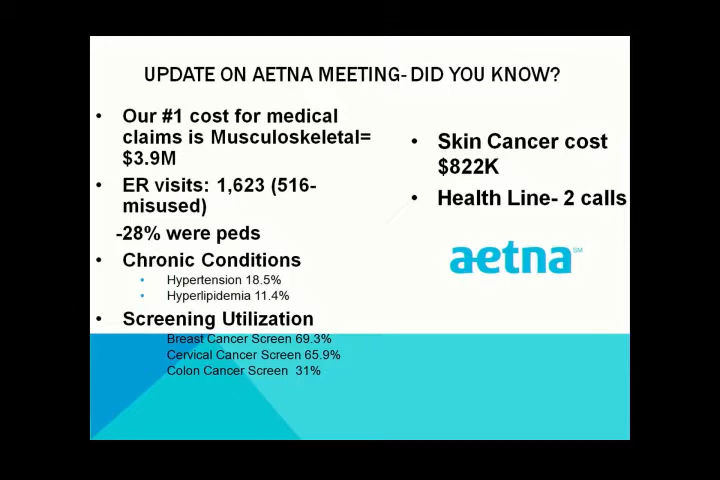 UPDATE ON AETNA MEETING- DID YOU KNOW?
• Our #1 cost for medical
claims is Musculoskeletal=
$3.9M
• ER visits: 1,623 (516-
misused)
-28% were peds
• Chronic Conditions
• Hypertension 18.5%
• Hyperlipidemia 11.4%
• Screening Utilization
Breast Cancer Screen 69.3%
Cervical Cancer Screen 65.9%
Colon Cancer Screen 31%
• Skin Cancer cost
$822K
• Health Line- 2 calls
aetna SM